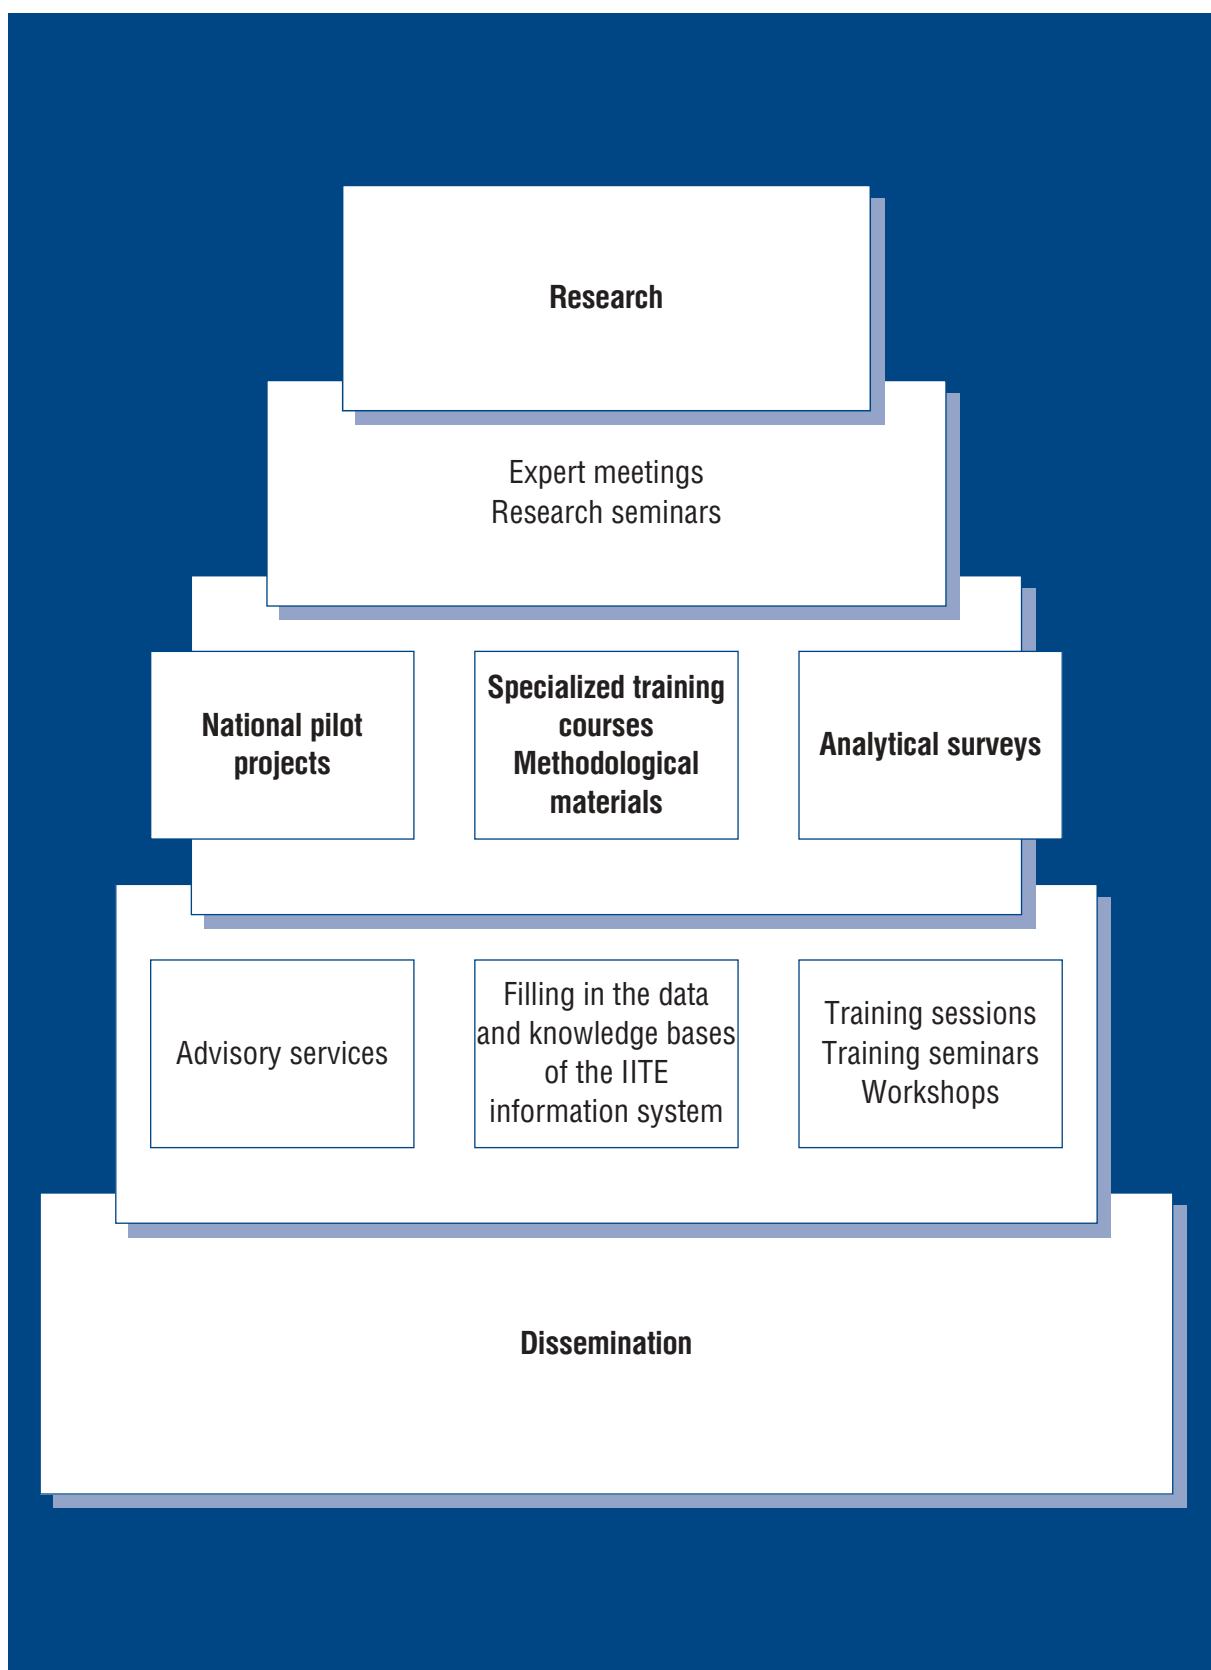 Research
Expert meetings
Research seminars
National pilot
projects
Specialized training
courses
Methodological
materials
Analytical surveys
Advisory services
Filling in the data
and knowledge bases
of the IITE
information system
Training sessions
Training seminars
Workshops
Dissemination